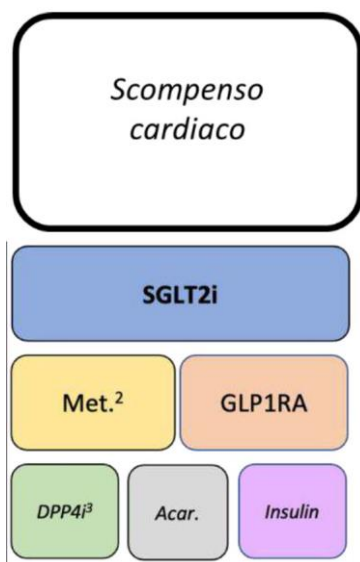 Scompenso
cardiaco
SGLT2i
Met.²
GLP1RA
DPP4i³
Acar.
Insulin